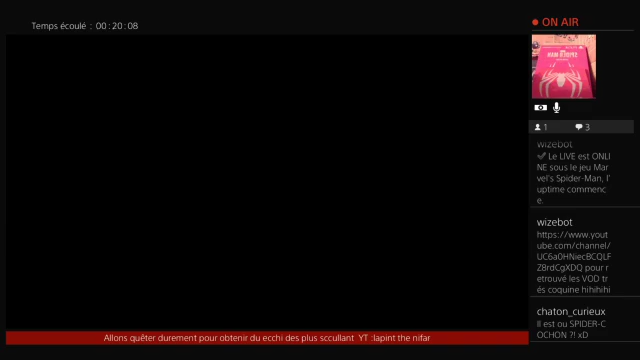 Temps écoulé : 00:20:08
ON AIR
1
3
wizebot
Le LIVE est ONLI
NE sous le jeu Mar
vel's Spider-Man, l'
uptime commenc
e.
wizebot
https://www.yout
ube.com/channel/
UC6a0HNiecBCQLF
Z8rdCgXDQ pour r
etrouvé les VOD tr
és coquine hihihihi
chaton_curieux
Il est ou SPIDER-C
OCHON ?! xD
Allons quêter durement pour obtenir du ecchi des plus sccullant YT :lapint the nifar